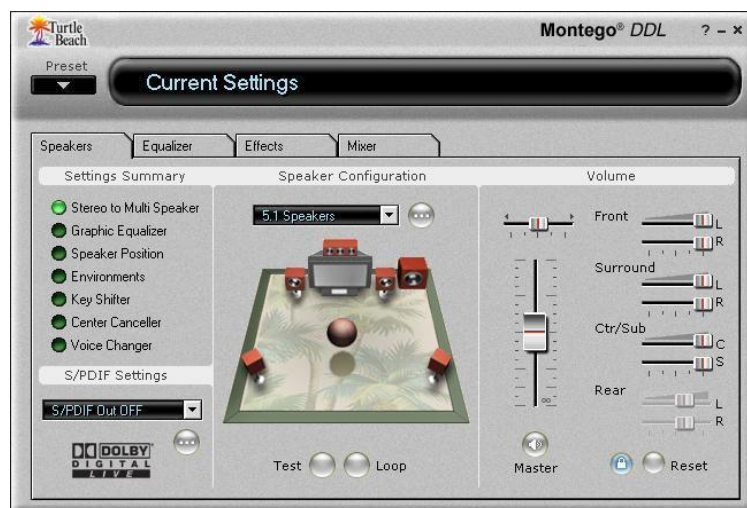 Turtle
Beach
Montego® DDL ? – ×
Preset
Current Settings
Speakers Equalizer Effects Mixer
Settings Summary
Stereo to Multi Speaker
Graphic Equalizer
Speaker Position
Environments
Key Shifter
Center Canceller
Voice Changer
S/PDIF Settings
S/PDIF Out OFF
DOLBY
DIGITAL
LIVE
Speaker Configuration
5.1 Speakers
Test Loop
Volume
Master
Front L
R
Surround L
R
Ctr/Sub C
S
Rear L
R
Reset